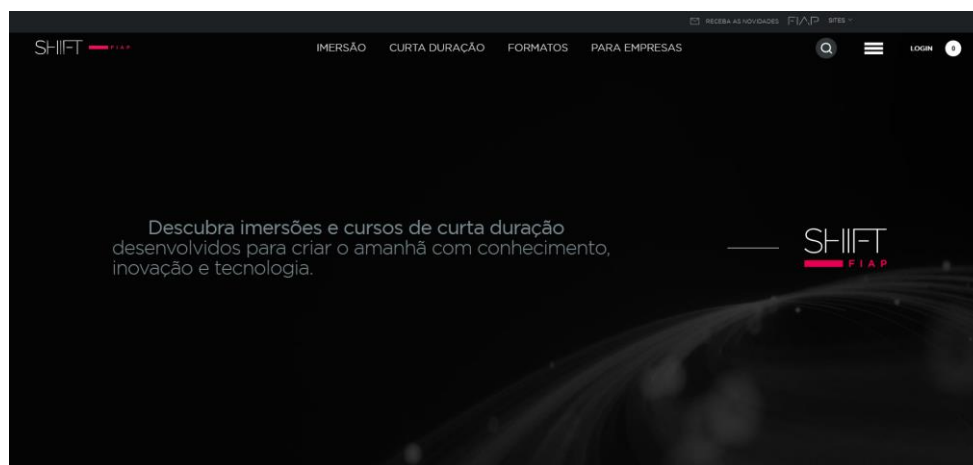 RECEBA AS NOVIDADES FIAP SITES
SHIFT FIAP IMERSÃO CURTA DURAÇÃO FORMATOS PARA EMPRESAS LOGIN 0
Descubra imersões e cursos de curta duração
desenvolvidos para criar o amanhã com conhecimento,
inovação e tecnologia.
SHIFT
FIAP